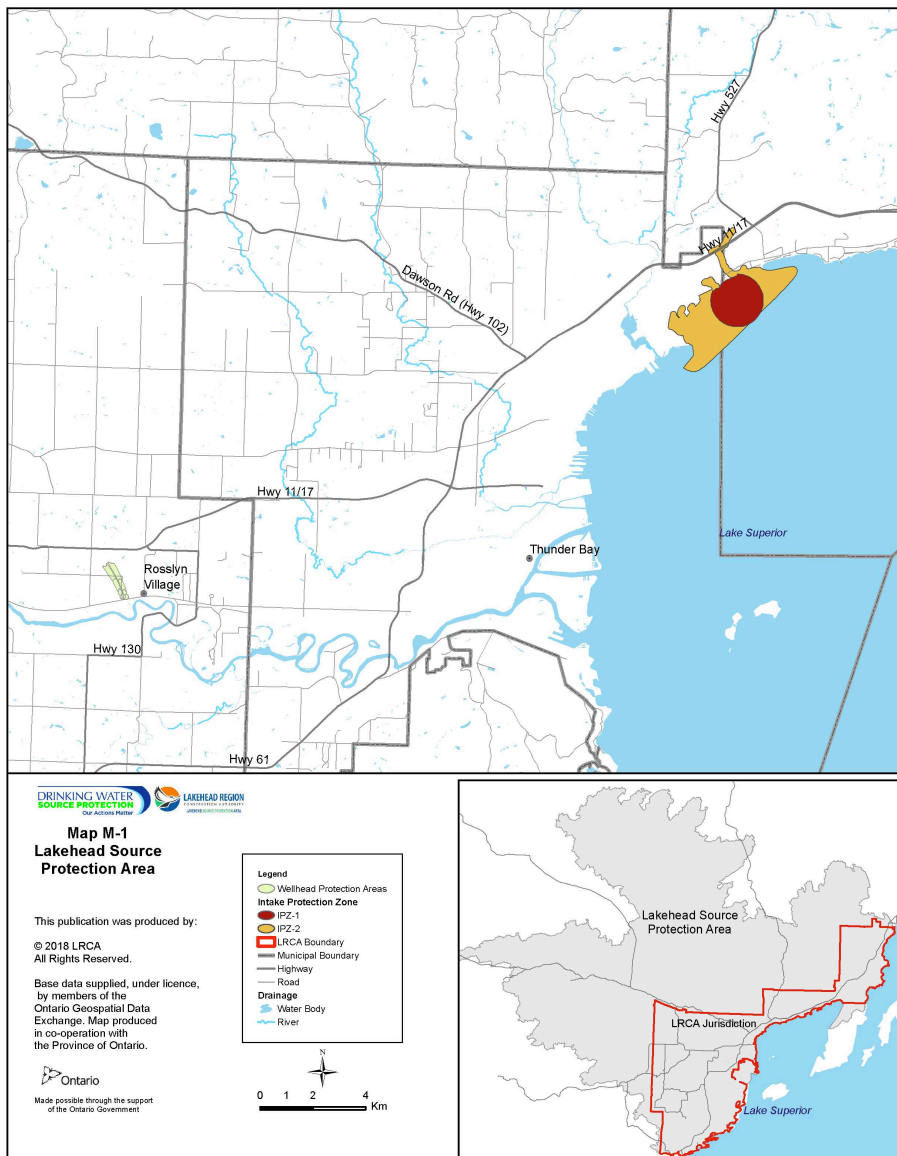 Hwy 527
Hwy 11/17
Dawson Rd (Hwy 102)
Hwy 11/17
Lake Superior
Thunder Bay
Rosslyn
Village
Hwy 130
Hwy 61
DRINKING WATER
SOURCE PROTECTION
Our Actions Matter
LAKEHEAD REGION
CONSERVATION AUTHORITY
LAKEHEAD SOURCE PROTECTION AREA
Map M-1
Lakehead Source
Protection Area
This publication was produced by:
© 2018 LRCA
All Rights Reserved.
Base data supplied, under licence,
by members of the
Ontario Geospatial Data
Exchange. Map produced
in co-operation with
the Province of Ontario.
Ontario
Made possible through the support
of the Ontario Government
Legend
Wellhead Protection Areas
Intake Protection Zone
IPZ-1
IPZ-2
LRCA Boundary
Municipal Boundary
Highway
Road
Drainage
Water Body
River
N
0 1 2 4
Km
Lakehead Source
Protection Area
LRCA Jurisdiction
Lake Superior